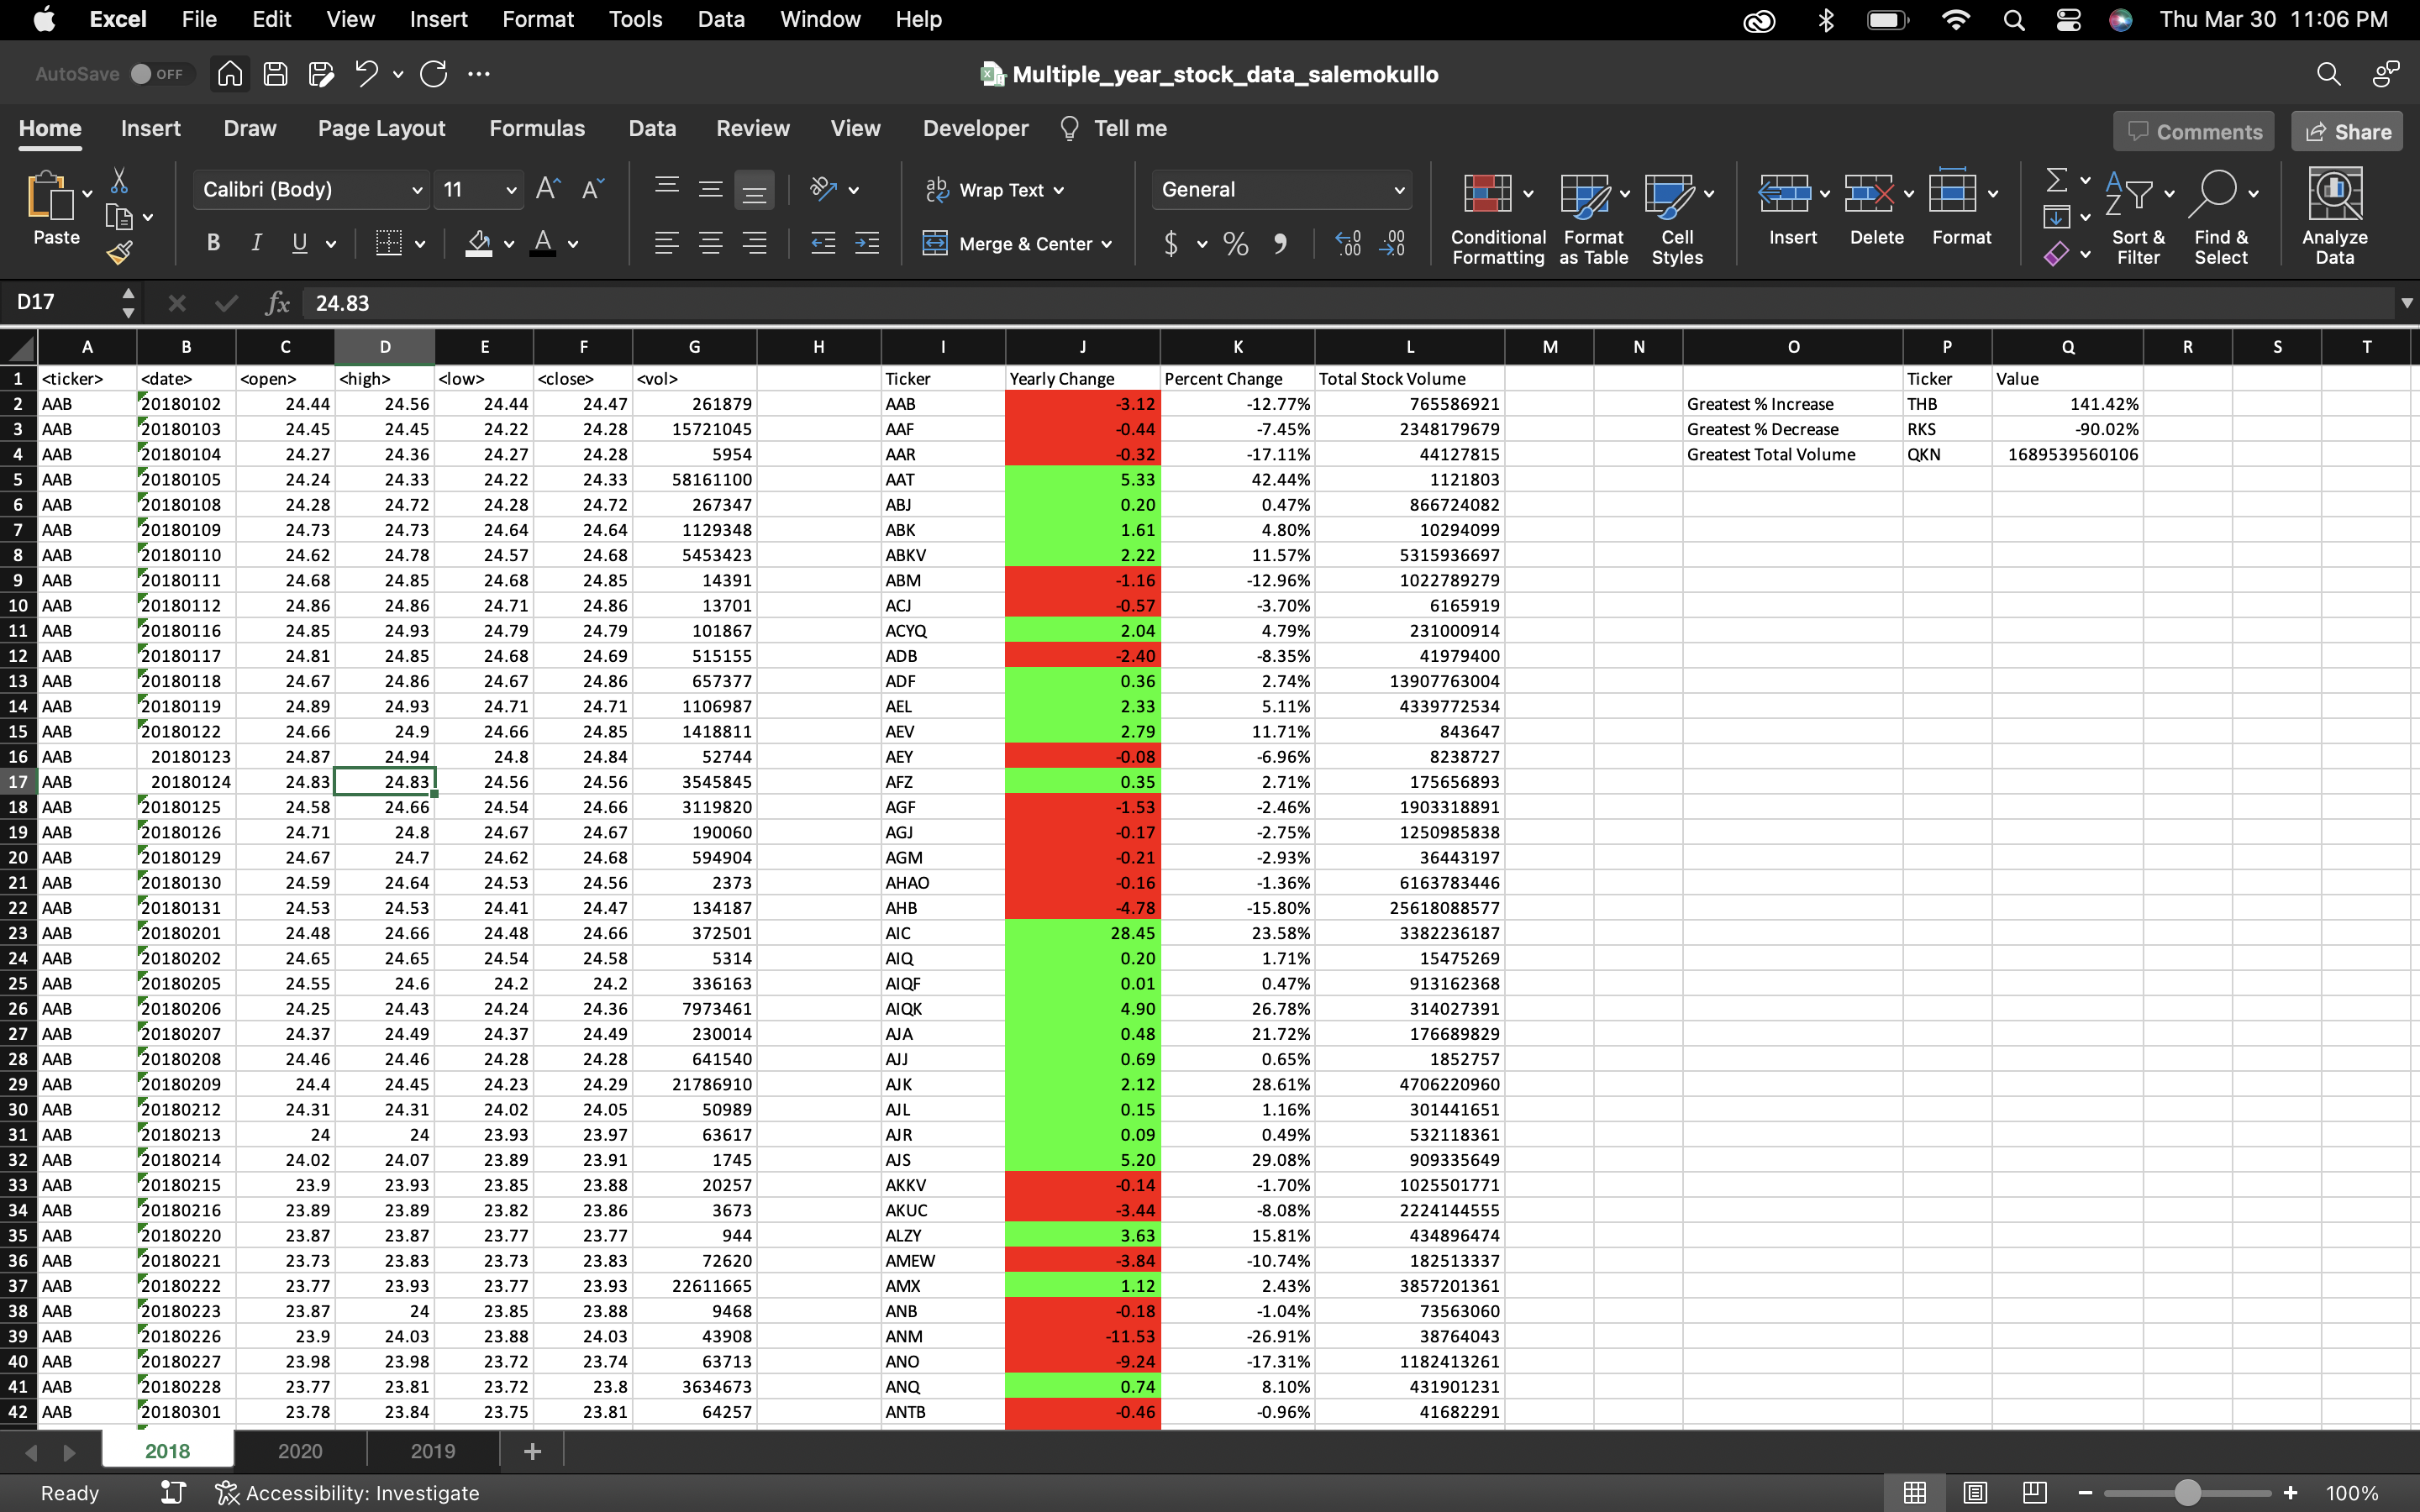 Excel File Edit View Insert Format Tools Data Window Help Thu Mar 30 11:06 PM
AutoSave OFF Multiple_year_stock_data_salemokullo
Home Insert Draw Page Layout Formulas Data Review View Developer Tell me Comments Share
Paste Calibri (Body) 11 Wrap Text General
B I U Merge & Center $ % Conditional Formatting Format as Table Cell Styles Insert Delete Format Sort & Filter Find & Select Analyze Data
D17 fx 24.83
A B C D E F G H I J K L M N O P Q R S T
1 <ticker> <date> <open> <high> <low> <close> <vol> Ticker Yearly Change Percent Change Total Stock Volume Ticker Value
2 AAB 20180102 24.44 24.56 24.44 24.47 261879 AAB -3.12 -12.77% 765586921 Greatest % Increase THB 141.42%
3 AAB 20180103 24.45 24.45 24.22 24.28 15721045 AAF -0.44 -7.45% 2348179679 Greatest % Decrease RKS -90.02%
4 AAB 20180104 24.27 24.36 24.27 24.28 5954 AAR -0.32 -17.11% 44127815 Greatest Total Volume QKN 1689539560106
5 AAB 20180105 24.24 24.33 24.22 24.33 58161100 AAT 5.33 42.44% 1121803
6 AAB 20180108 24.28 24.72 24.28 24.72 267347 ABJ 0.20 0.47% 866724082
7 AAB 20180109 24.73 24.73 24.64 24.64 1129348 ABK 1.61 4.80% 10294099
8 AAB 20180110 24.62 24.78 24.57 24.68 5453423 ABKV 2.22 11.57% 5315936697
9 AAB 20180111 24.68 24.85 24.68 24.85 14391 ABM -1.16 -12.96% 1022789279
10 AAB 20180112 24.86 24.86 24.71 24.86 13701 ACJ -0.57 -3.70% 6165919
11 AAB 20180116 24.85 24.93 24.79 24.79 101867 ACYQ 2.04 4.79% 231000914
12 AAB 20180117 24.81 24.85 24.68 24.69 515155 ADB -2.40 -8.35% 41979400
13 AAB 20180118 24.67 24.86 24.67 24.86 657377 ADF 0.36 2.74% 13907763004
14 AAB 20180119 24.89 24.93 24.71 24.71 1106987 AEL 2.33 5.11% 4339772534
15 AAB 20180122 24.66 24.9 24.66 24.85 1418811 AEV 2.79 11.71% 843647
16 AAB 20180123 24.87 24.94 24.8 24.84 52744 AEY -0.08 -6.96% 8238727
17 AAB 20180124 24.83 24.83 24.56 24.56 3545845 AFZ 0.35 2.71% 175656893
18 AAB 20180125 24.58 24.66 24.54 24.66 3119820 AGF -1.53 -2.46% 1903318891
19 AAB 20180126 24.71 24.8 24.67 24.67 190060 AGJ -0.17 -2.75% 1250985838
20 AAB 20180129 24.67 24.7 24.62 24.68 594904 AGM -0.21 -2.93% 36443197
21 AAB 20180130 24.59 24.64 24.53 24.56 2373 AHAO -0.16 -1.36% 6163783446
22 AAB 20180131 24.53 24.53 24.41 24.47 134187 AHB -4.78 -15.80% 25618088577
23 AAB 20180201 24.48 24.66 24.48 24.66 372501 AIC 28.45 23.58% 3382236187
24 AAB 20180202 24.65 24.65 24.54 24.58 5314 AIQ 0.20 1.71% 15475269
25 AAB 20180205 24.55 24.6 24.2 24.2 336163 AIQF 0.01 0.47% 913162368
26 AAB 20180206 24.25 24.43 24.24 24.36 7973461 AIQK 4.90 26.78% 314027391
27 AAB 20180207 24.37 24.49 24.37 24.49 230014 AJA 0.48 21.72% 176689829
28 AAB 20180208 24.46 24.46 24.28 24.28 641540 AJJ 0.69 0.65% 1852757
29 AAB 20180209 24.4 24.45 24.23 24.29 21786910 AJK 2.12 28.61% 4706220960
30 AAB 20180212 24.31 24.31 24.02 24.05 50989 AJL 0.15 1.16% 301441651
31 AAB 20180213 24 24 23.93 23.97 63617 AJR 0.09 0.49% 532118361
32 AAB 20180214 24.02 24.07 23.89 23.91 1745 AJS 5.20 29.08% 909335649
33 AAB 20180215 23.9 23.93 23.85 23.88 20257 AKKV -0.14 -1.70% 1025501771
34 AAB 20180216 23.89 23.89 23.82 23.86 3673 AKUC -3.44 -8.08% 2224144555
35 AAB 20180220 23.87 23.87 23.77 23.77 944 ALZY 3.63 15.81% 434896474
36 AAB 20180221 23.73 23.83 23.73 23.83 72620 AMEW -3.84 -10.74% 182513337
37 AAB 20180222 23.77 23.93 23.77 23.93 22611665 AMX 1.12 2.43% 3857201361
38 AAB 20180223 23.87 24 23.85 23.88 9468 ANB -0.18 -1.04% 73563060
39 AAB 20180226 23.9 24.03 23.88 24.03 43908 ANM -11.53 -26.91% 38764043
40 AAB 20180227 23.98 23.98 23.72 23.74 63713 ANO -9.24 -17.31% 1182413261
41 AAB 20180228 23.77 23.81 23.72 23.8 3634673 ANQ 0.74 8.10% 431901231
42 AAB 20180301 23.78 23.84 23.75 23.81 64257 ANTB -0.46 -0.96% 41682291
2018 2020 2019 +
Ready Accessibility: Investigate 100%